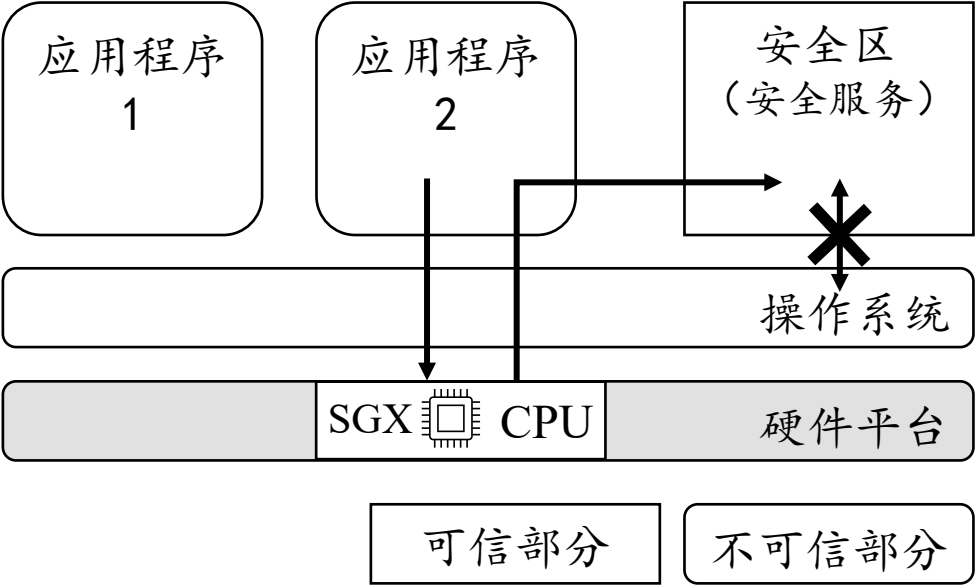 应用程序
1
应用程序
2
安全区
（安全服务）
操作系统
SGX CPU
硬件平台
可信部分
不可信部分